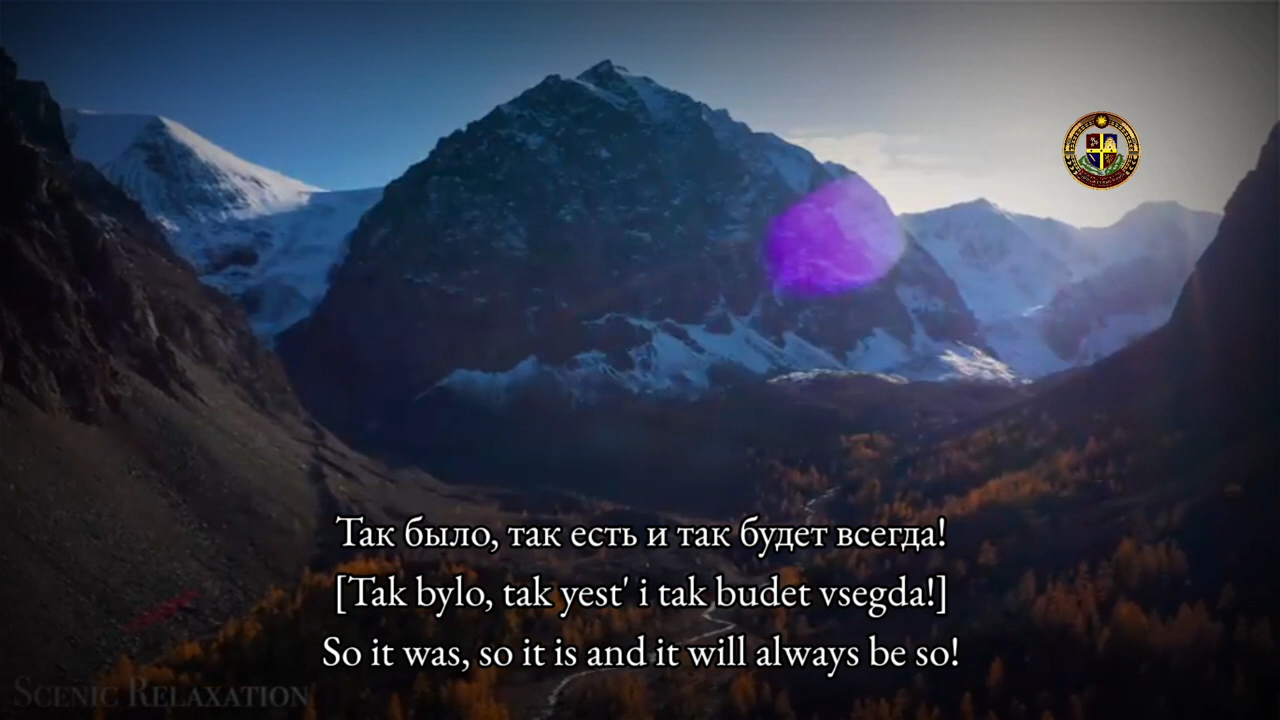 Так было, так есть и так будет всегда!
[Tak bylo, tak yest' i tak budet vsegda!]
So it was, so it is and it will always be so!
Scenic Relaxation